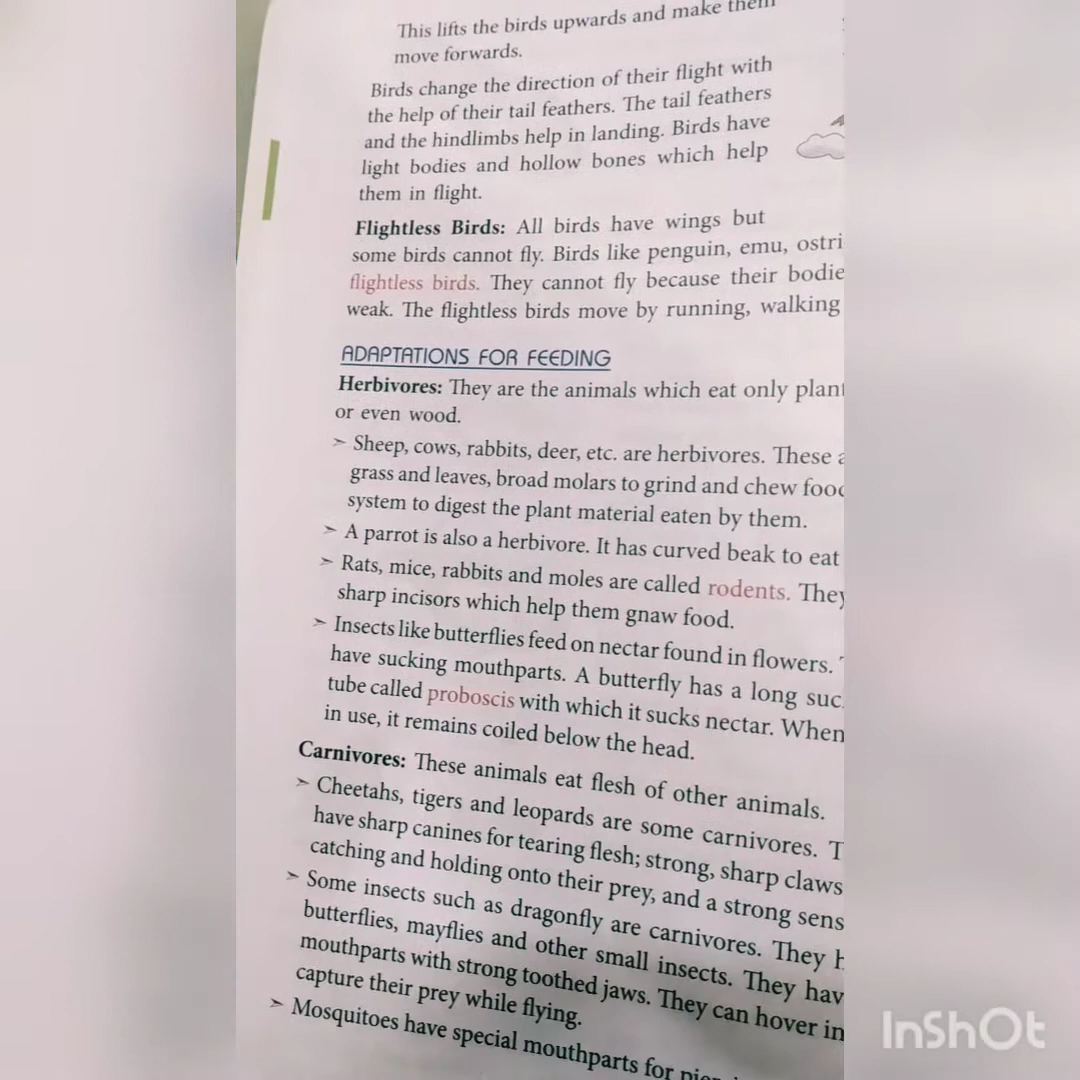 This lifts the birds upwards and make them
move forwards.
Birds change the direction of their flight with
the help of their tail feathers. The tail feathers
and the hindlimbs help in landing. Birds have
light bodies and hollow bones which help
them in flight.
Flightless Birds: All birds have wings but
some birds cannot fly. Birds like penguin, emu, ostri
flightless birds. They cannot fly because their bodie
weak. The flightless birds move by running, walking
ADAPTATIONS FOR FEEDING
Herbivores: They are the animals which eat only plant
or even wood.
➤ Sheep, cows, rabbits, deer, etc. are herbivores. These a
grass and leaves, broad molars to grind and chew food
system to digest the plant material eaten by them.
➤ A parrot is also a herbivore. It has curved beak to eat
➤ Rats, mice, rabbits and moles are called rodents. They
sharp incisors which help them gnaw food.
➤ Insects like butterflies feed on nectar found in flowers.
have sucking mouthparts. A butterfly has a long suc
tube called proboscis with which it sucks nectar. When
in use, it remains coiled below the head.
Carnivores: These animals eat flesh of other animals.
➤ Cheetahs, tigers and leopards are some carnivores. T
have sharp canines for tearing flesh; strong, sharp claws
catching and holding onto their prey, and a strong sens
➤ Some insects such as dragonfly are carnivores. They h
butterflies, mayflies and other small insects. They hav
mouthparts with strong toothed jaws. They can hover in
capture their prey while flying.
➤ Mosquitoes have special mouthparts for
InShOt